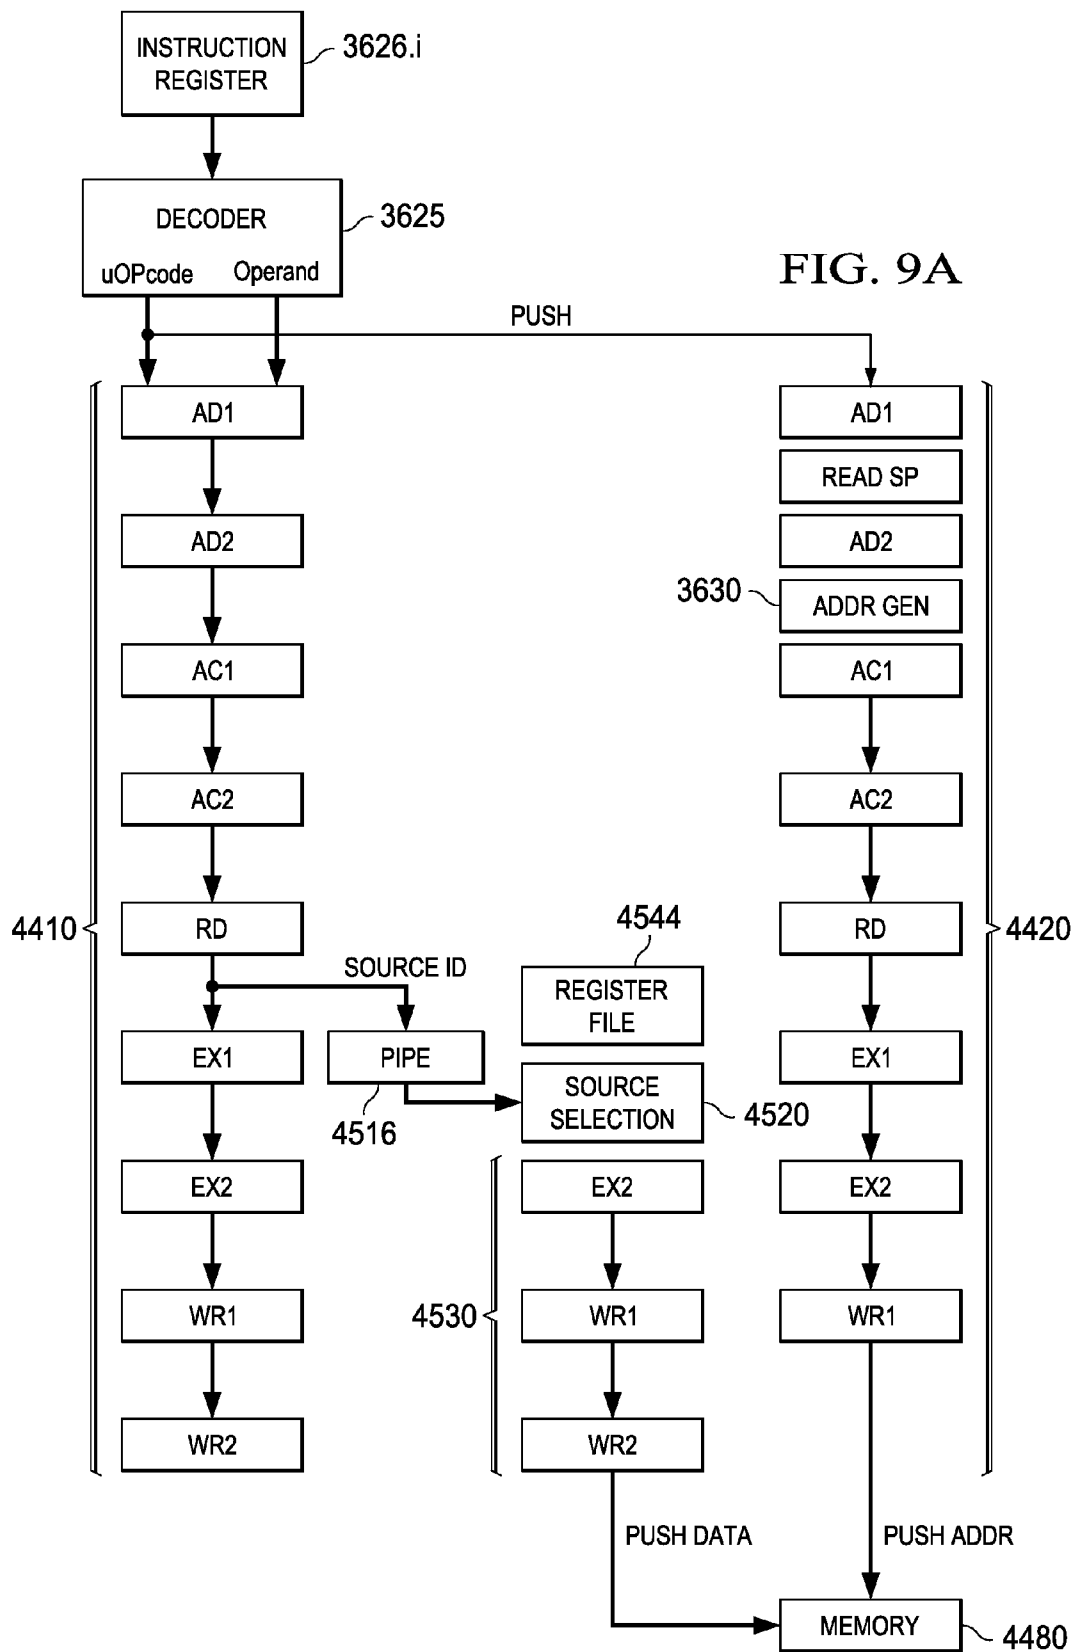 INSTRUCTION
REGISTER
3626.i
DECODER
3625
uOPcode
Operand
FIG. 9A
PUSH
AD1
AD1
READ SP
AD2
AD2
3630
ADDR GEN
AC1
AC1
AC2
AC2
4410
RD
RD
4420
4544
SOURCE ID
REGISTER
FILE
EX1
PIPE
EX1
4516
SOURCE
SELECTION
4520
EX2
EX2
EX2
4530
WR1
WR1
WR1
WR2
WR2
PUSH DATA
PUSH ADDR
MEMORY
4480